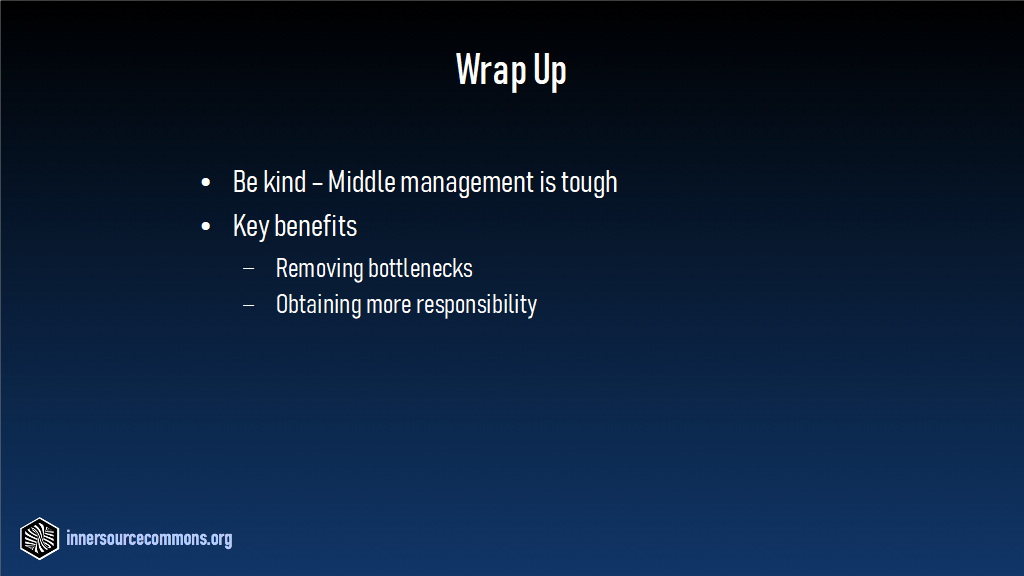 Wrap Up
• Be kind – Middle management is tough
• Key benefits
– Removing bottlenecks
– Obtaining more responsibility
innersourcecommons.org